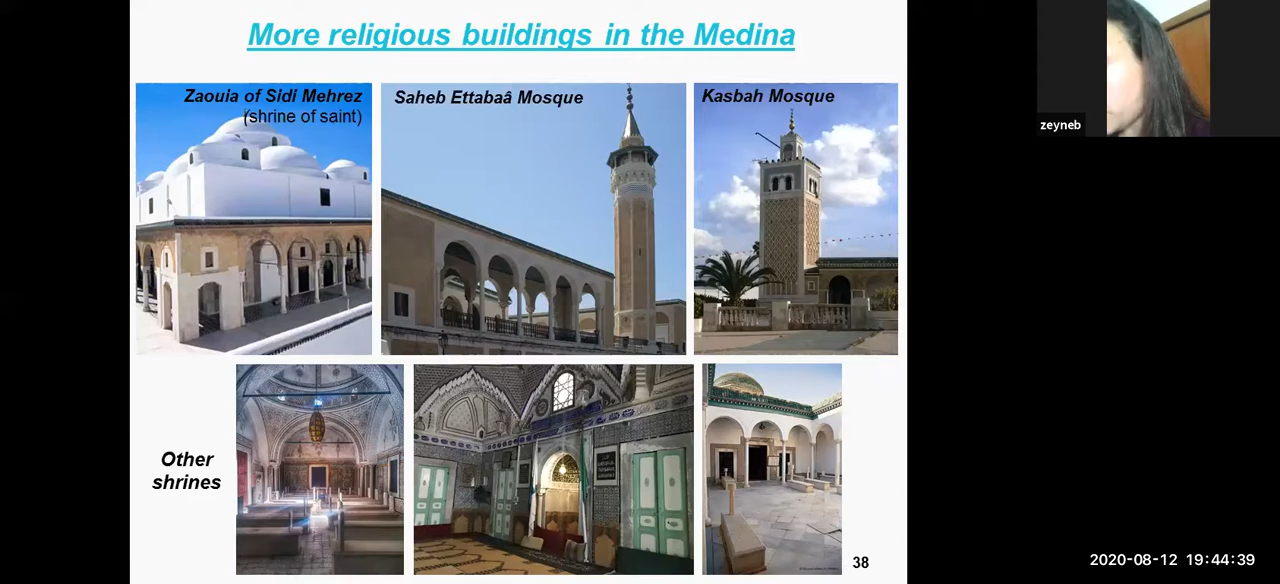 More religious buildings in the Medina
Zaouia of Sidi Mehrez
(shrine of saint)
Saheb Ettabaâ Mosque
Kasbah Mosque
zeyneb
Other
shrines
38
2020-08-12 19:44:39